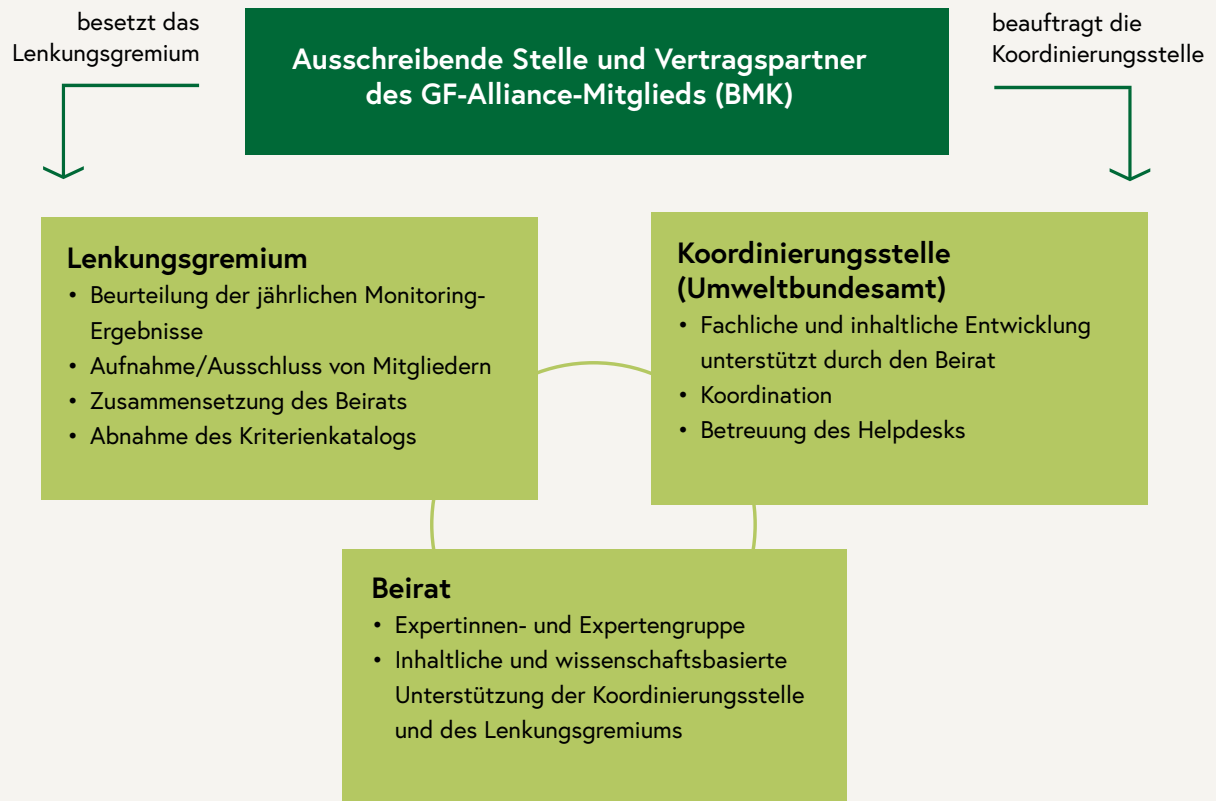 besetzt das
Lenkungsgremium
Ausschreibende Stelle und Vertragspartner
des GF-Alliance-Mitglieds (BMK)
beauftragt die
Koordinierungsstelle
Lenkungsgremium
• Beurteilung der jährlichen Monitoring-
Ergebnisse
• Aufnahme/Ausschluss von Mitgliedern
• Zusammensetzung des Beirats
• Abnahme des Kriterienkatalogs
Koordinierungsstelle
(Umweltbundesamt)
• Fachliche und inhaltliche Entwicklung
unterstützt durch den Beirat
• Koordination
• Betreuung des Helpdesks
Beirat
• Expertinnen- und Expertengruppe
• Inhaltliche und wissenschaftsbasierte
Unterstützung der Koordinierungsstelle
und des Lenkungsgremiums